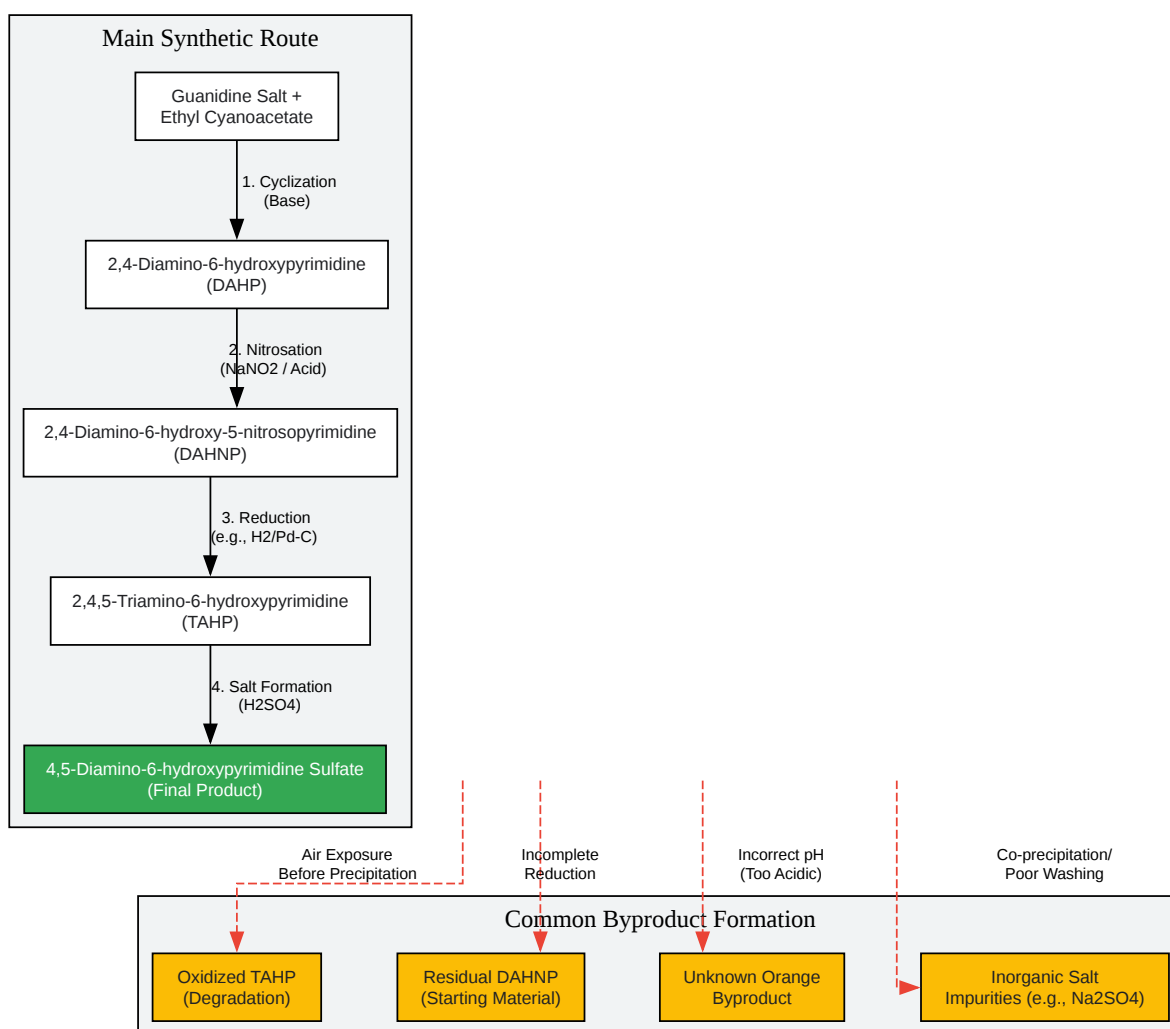 Main Synthetic Route
Guanidine Salt +
Ethyl Cyanoacetate
1. Cyclization
(Base)
2,4-Diamino-6-hydroxypyrimidine
(DAHP)
2. Nitrosation
(NaNO2 / Acid)
2,4-Diamino-6-hydroxy-5-nitrosopyrimidine
(DAHNP)
3. Reduction
(e.g., H2/Pd-C)
2,4,5-Triamino-6-hydroxypyrimidine
(TAHP)
4. Salt Formation
(H2SO4)
4,5-Diamino-6-hydroxypyrimidine Sulfate
(Final Product)
Air Exposure
Before Precipitation
Incomplete
Reduction
Incorrect pH
(Too Acidic)
Co-precipitation/
Poor Washing
Common Byproduct Formation
Oxidized TAHP
(Degradation)
Residual DAHNP
(Starting Material)
Unknown Orange
Byproduct
Inorganic Salt
Impurities (e.g., Na2SO4)